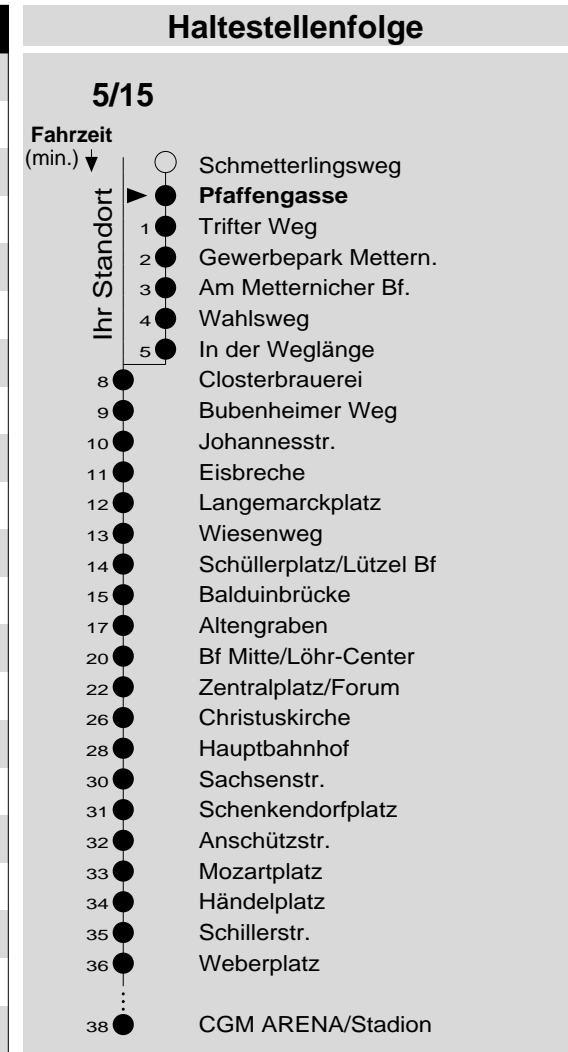 Haltestellenfolge
5/15
Fahrzeit
(min.)
Ihr Standort
Schmetterlingsweg
Pfaffengasse
1 Trifter Weg
2 Gewerbepark Mettern.
3 Am Metternicher Bf.
4 Wahlsweg
5 In der Weglänge
8 Closterbrauerei
9 Bubenheimer Weg
10 Johannesstr.
11 Eisbreche
12 Langemarckplatz
13 Wiesenweg
14 Schüllerplatz/Lützel Bf
15 Balduinbrücke
17 Altengraben
20 Bf Mitte/Löhr-Center
22 Zentralplatz/Forum
26 Christuskirche
28 Hauptbahnhof
30 Sachsenstr.
31 Schenkendorfplatz
32 Anschützstr.
33 Mozartplatz
34 Händelplatz
35 Schillerstr.
36 Weberplatz
38 CGM ARENA/Stadion